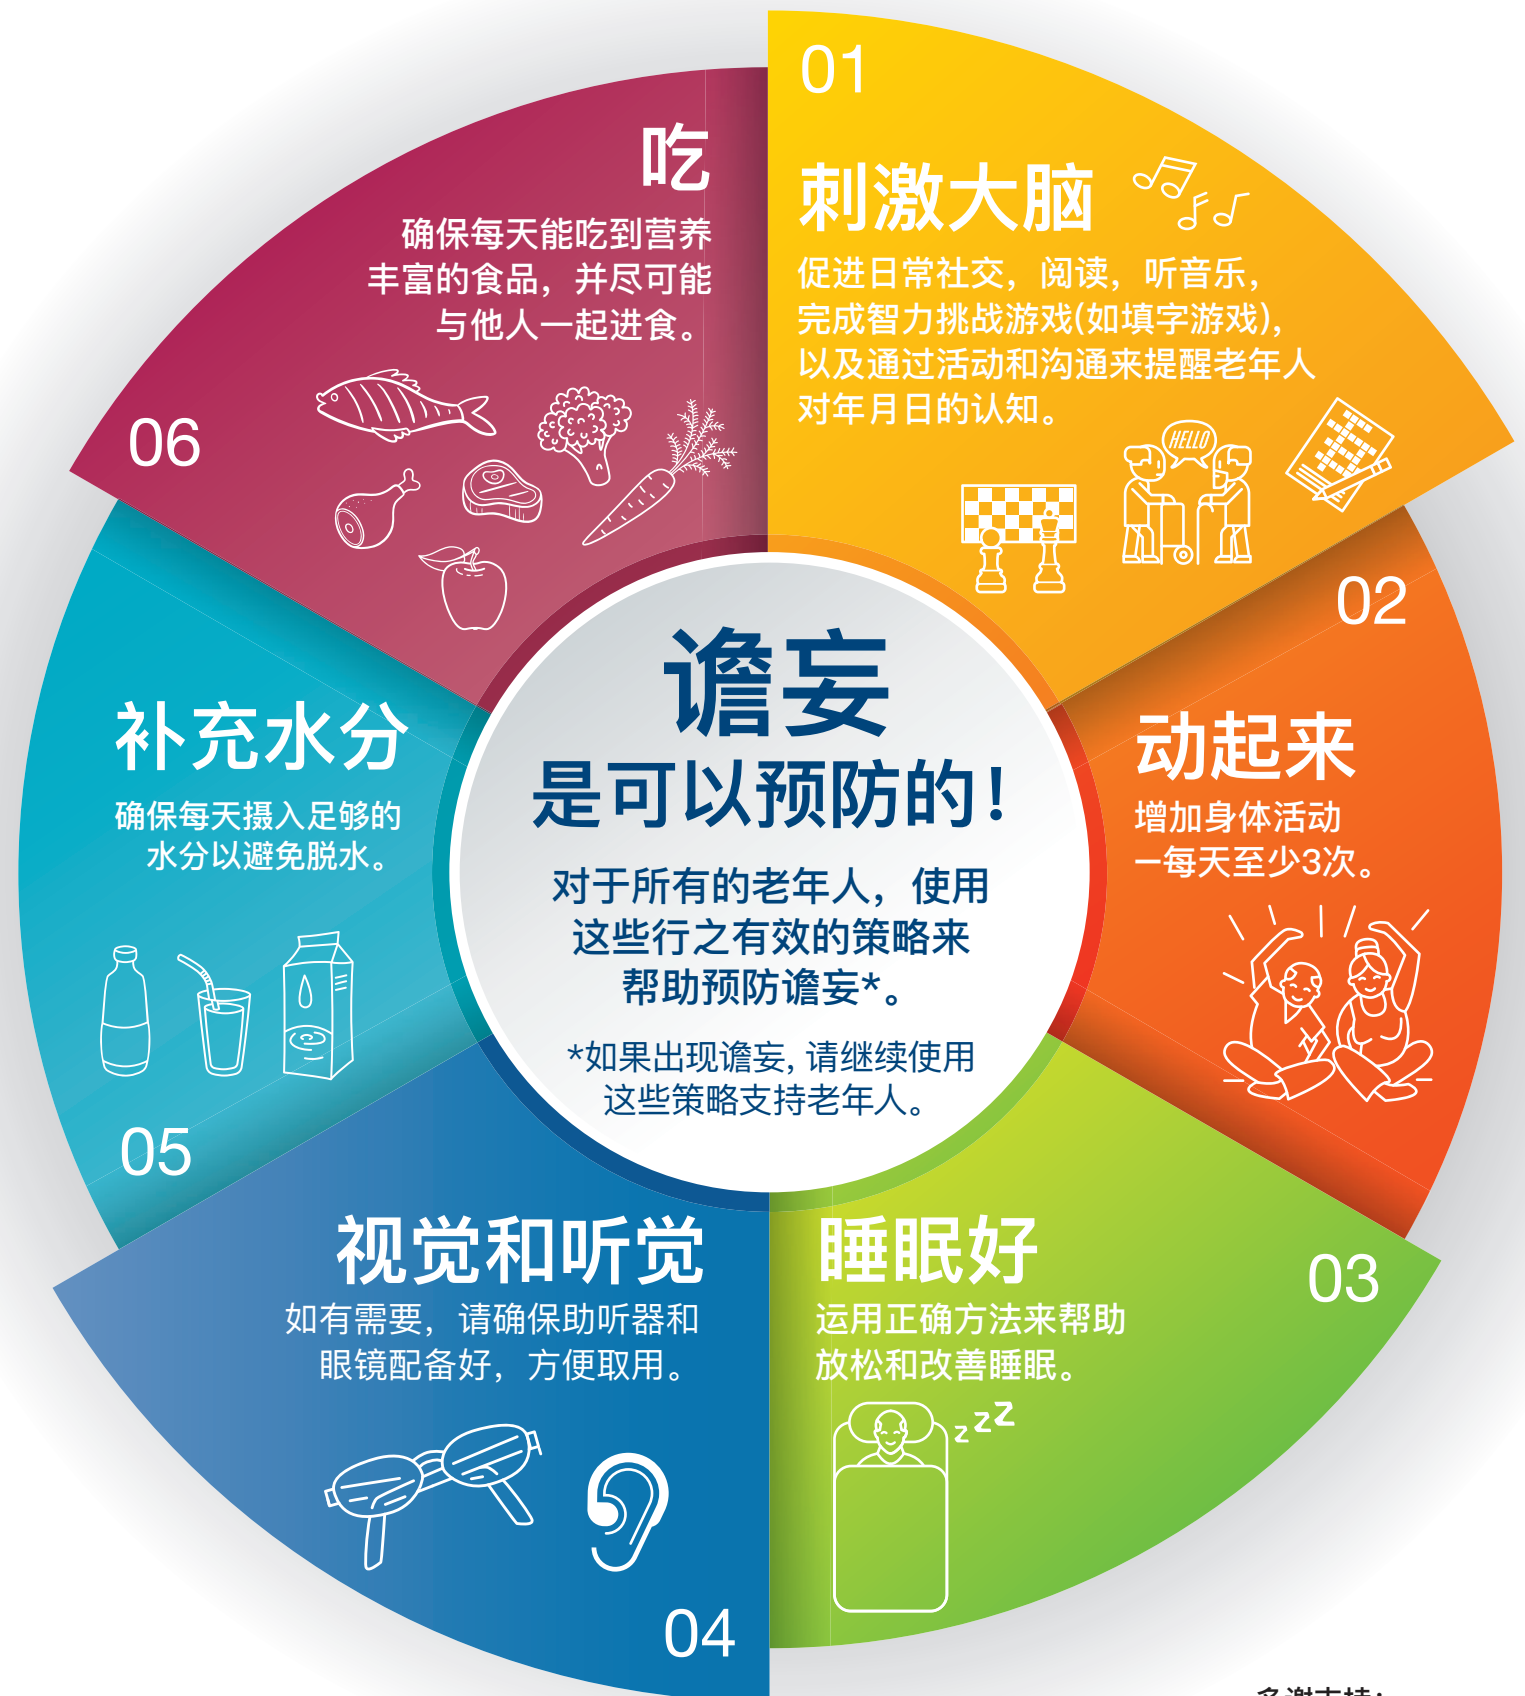 谵妄
是可以预防的！
对于所有的老年人，使用
这些行之有效的策略来
帮助预防谵妄*。
*如果出现谵妄, 请继续使用
这些策略支持老年人。
01
刺激大脑
促进日常社交，阅读，听音乐，
完成智力挑战游戏(如填字游戏)，
以及通过活动和沟通来提醒老年人
对年月日的认知。
HELLO
02
动起来
增加身体活动
—每天至少3次。
03
睡眠好
运用正确方法来帮助
放松和改善睡眠。
z z z
04
视觉和听觉
如有需要，请确保助听器和
眼镜配备好，方便取用。
05
补充水分
确保每天摄入足够的
水分以避免脱水。
06
吃
确保每天能吃到营养
丰富的食品，并尽可能
与他人一起进食。
多谢支持：